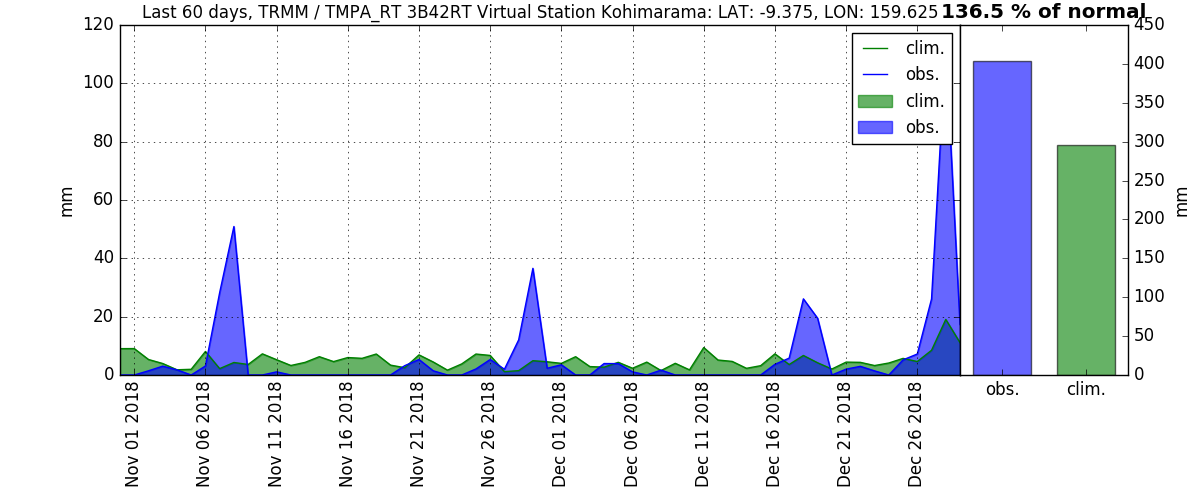 Last 60 days, TRMM / TMPA_RT 3B42RT Virtual Station Kohimarama: LAT: -9.375, LON: 159.625 136.5 % of normal
120
100
80
60
40
20
0
mm
clim.
obs.
clim.
obs.
450
400
350
300
250
200
150
100
50
0
mm
obs.
clim.
Nov 01 2018
Nov 06 2018
Nov 11 2018
Nov 16 2018
Nov 21 2018
Nov 26 2018
Dec 01 2018
Dec 06 2018
Dec 11 2018
Dec 16 2018
Dec 21 2018
Dec 26 2018